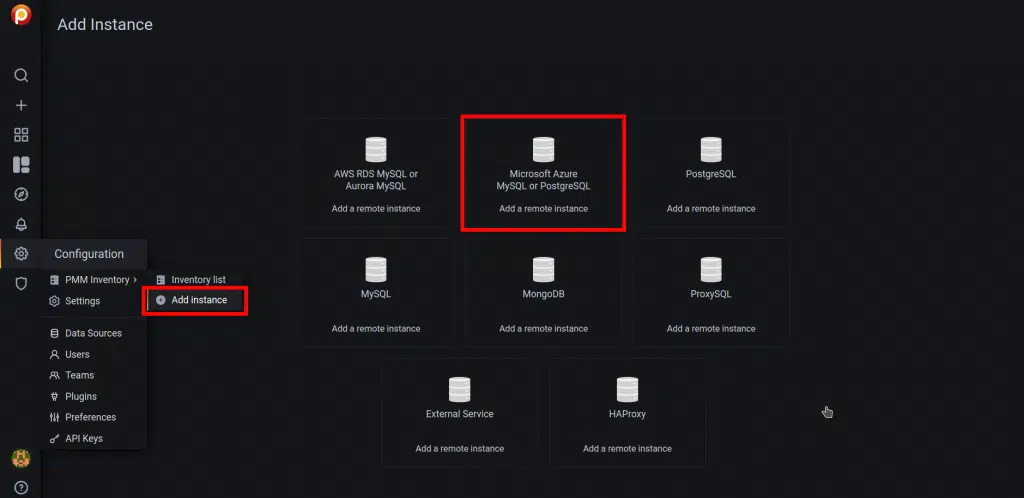 Add Instance
AWS RDS MySQL or
Aurora MySQL
Add a remote instance
Microsoft Azure
MySQL or PostgreSQL
Add a remote instance
PostgreSQL
Add a remote instance
Configuration
PMM Inventory
Inventory list
Settings
Add instance
Data Sources
Users
Teams
Plugins
Preferences
API Keys
MySQL
Add a remote instance
MongoDB
Add a remote instance
ProxySQL
Add a remote instance
External Service
Add a remote instance
HAProxy
Add a remote instance